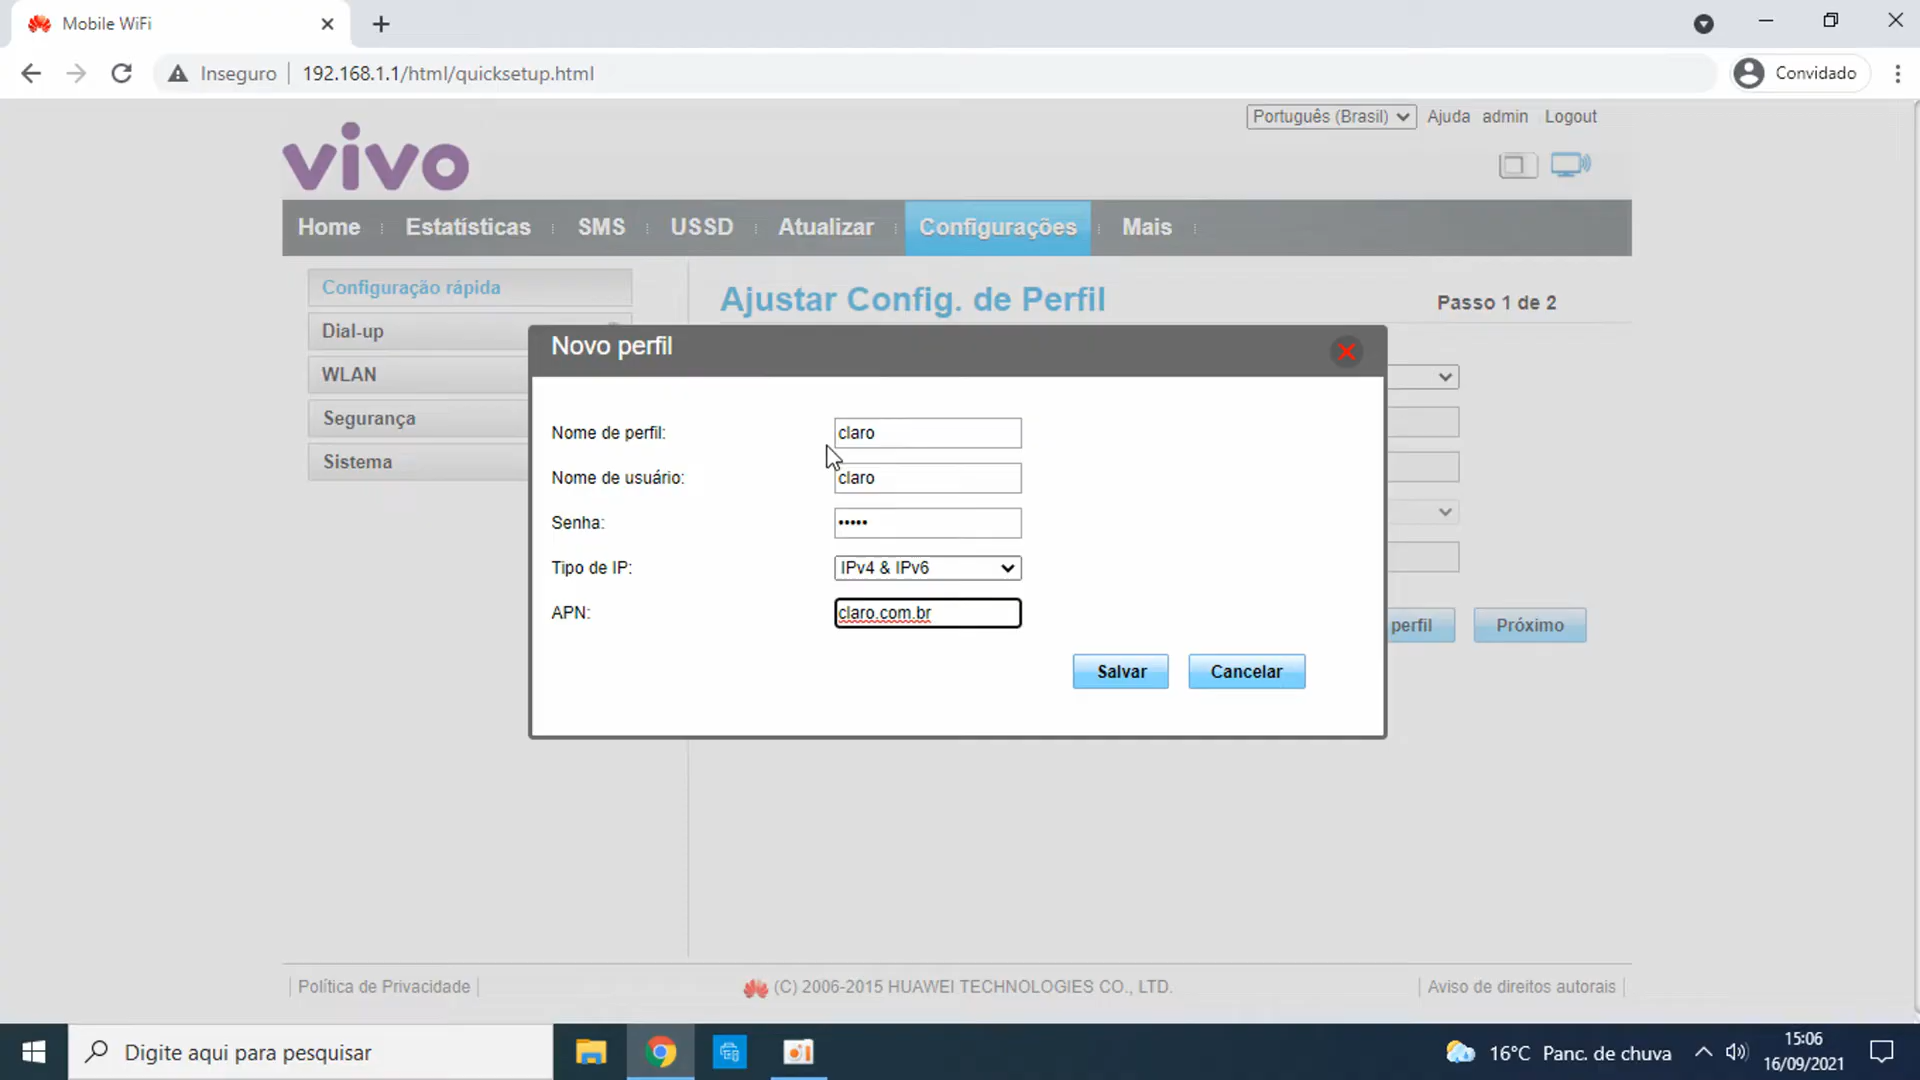 Mobile WiFi
Inseguro
192.168.1.1/html/quicksetup.html
Convidado
Português (Brasil)
Ajuda
admin
Logout
vivo
Home
Estatísticas
SMS
USSD
Atualizar
Configurações
Mais
Configuração rápida
Dial-up
WLAN
Segurança
Sistema
Ajustar Config. de Perfil
Passo 1 de 2
Novo perfil
Nome de perfil:
claro
Nome de usuário:
claro
Senha:
•••••
Tipo de IP:
IPv4 & IPv6
APN:
claro.com.br
Salvar
Cancelar
perfil
Próximo
Política de Privacidade
(C) 2006-2015 HUAWEI TECHNOLOGIES CO., LTD.
Aviso de direitos autorais
Digite aqui para pesquisar
16°C Panc. de chuva
15:06
16/09/2021